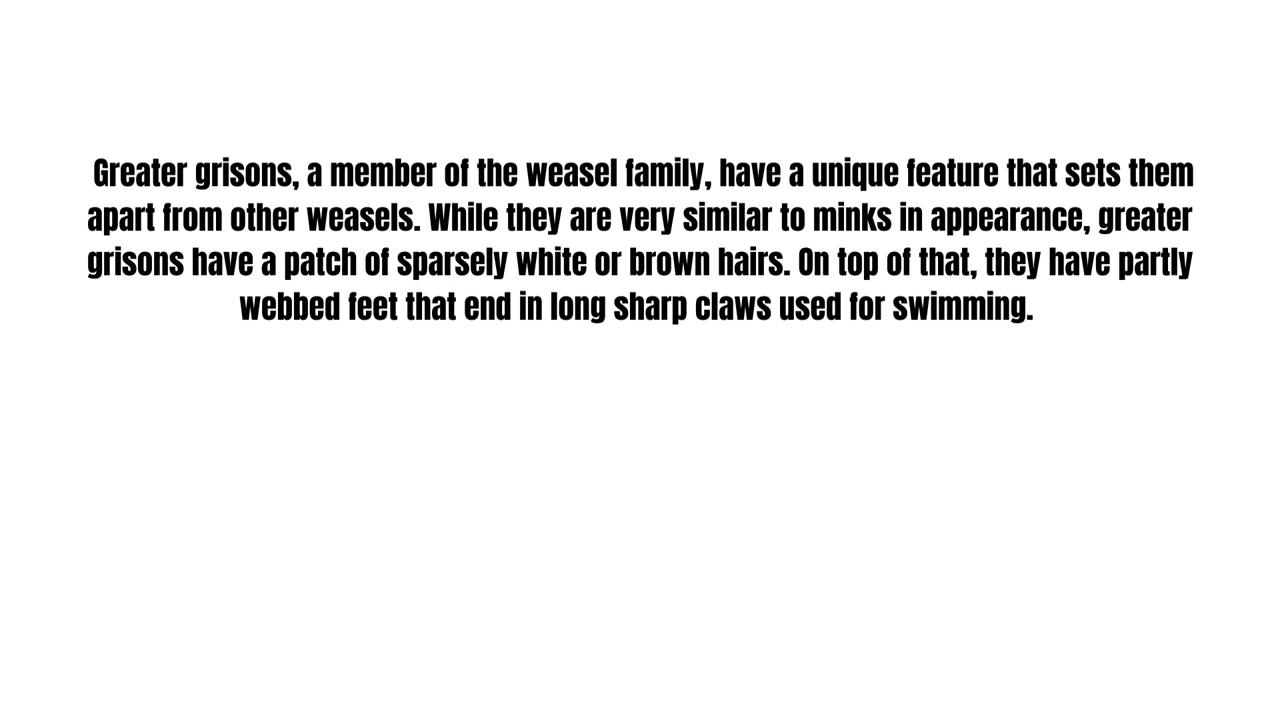 Greater grisons, a member of the weasel family, have a unique feature that sets them
apart from other weasels. While they are very similar to minks in appearance, greater
grisons have a patch of sparsely white or brown hairs. On top of that, they have partly
webbed feet that end in long sharp claws used for swimming.